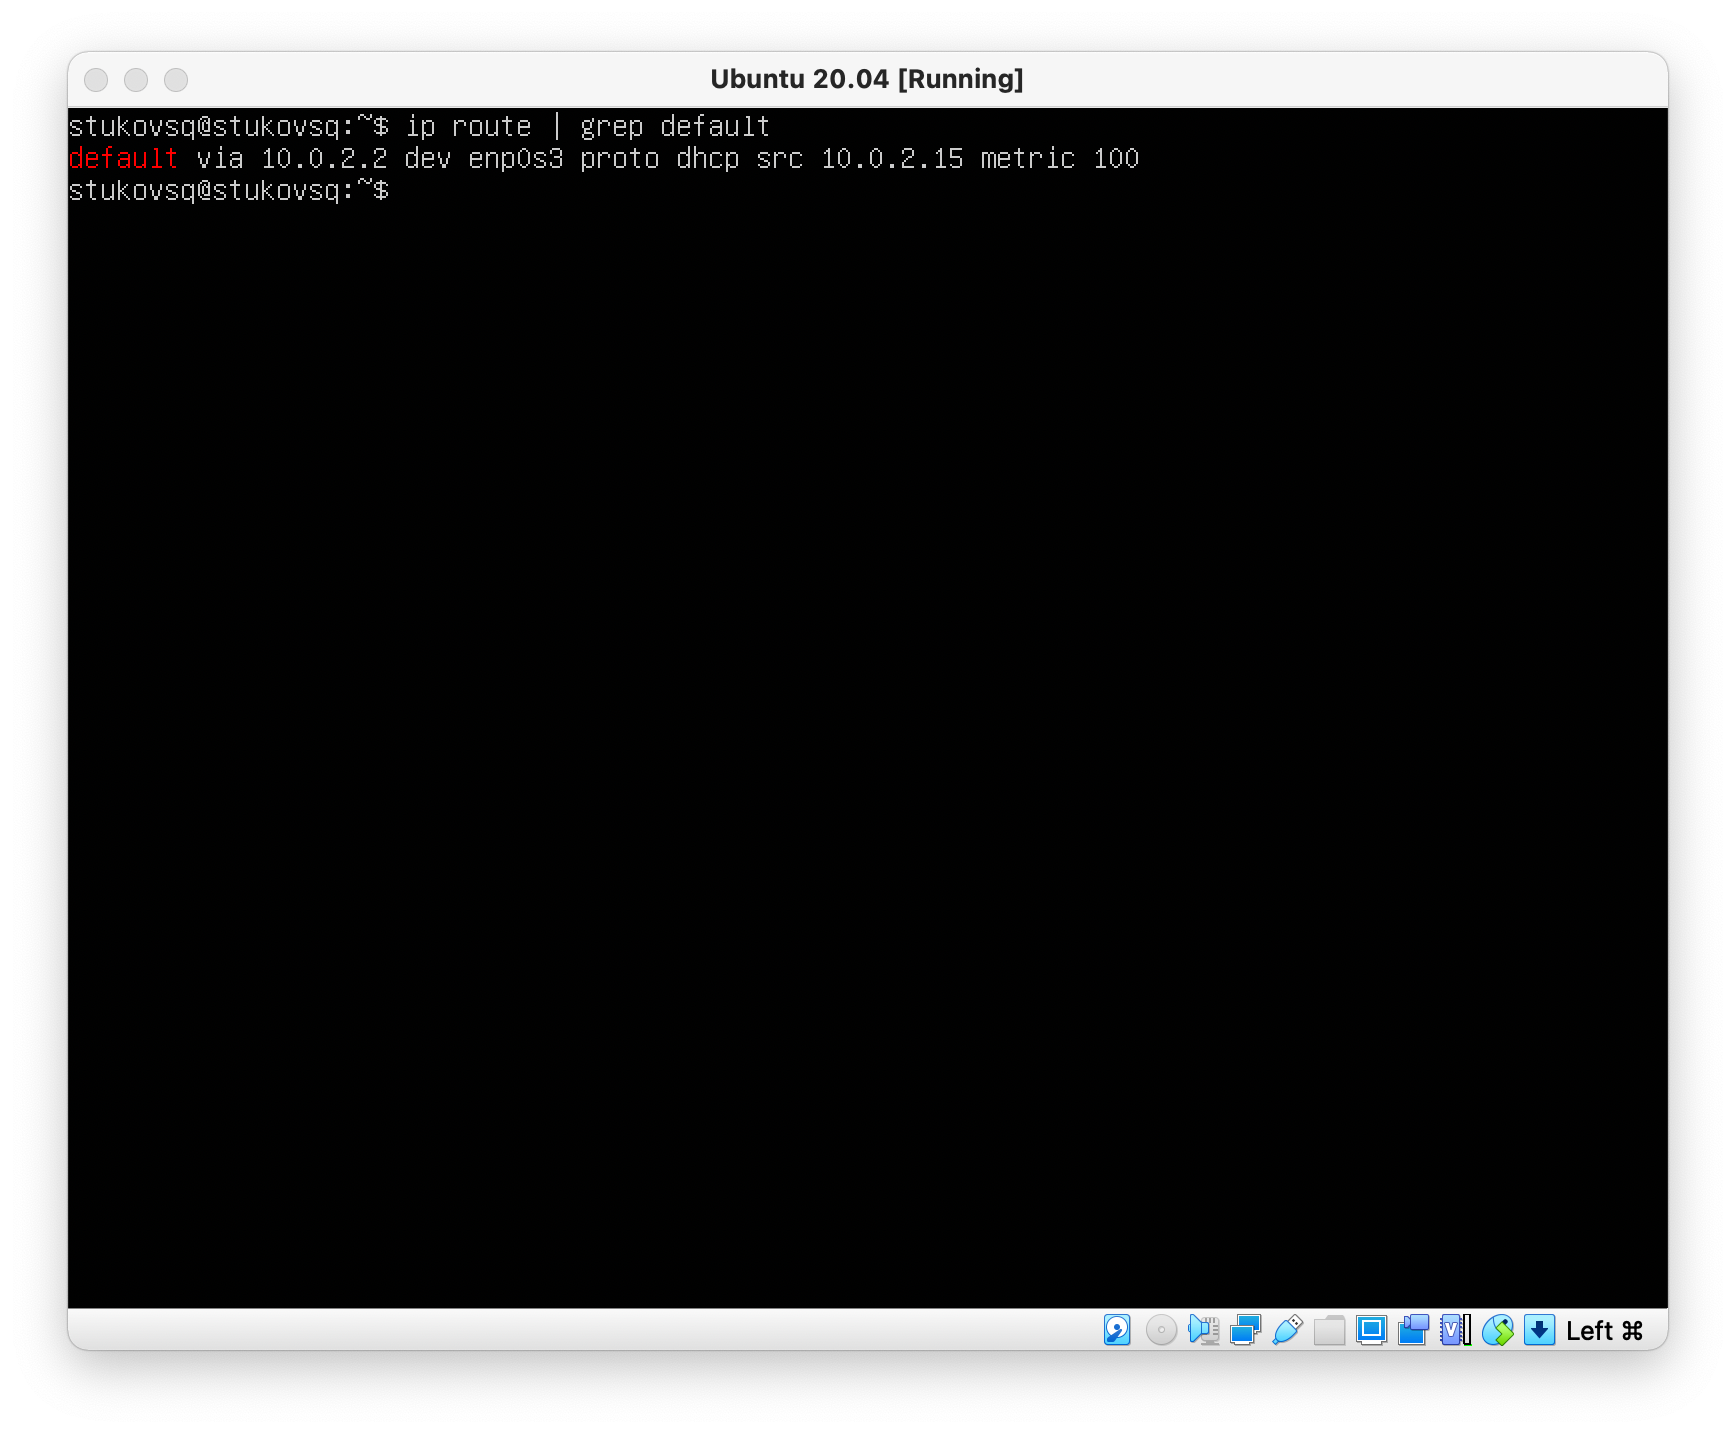 Ubuntu 20.04 [Running]
stukovsq@stukovsq:~$ ip route | grep default
default via 10.0.2.2 dev enp0s3 proto dhcp src 10.0.2.15 metric 100
stukovsq@stukovsq:~$
Left ⌘